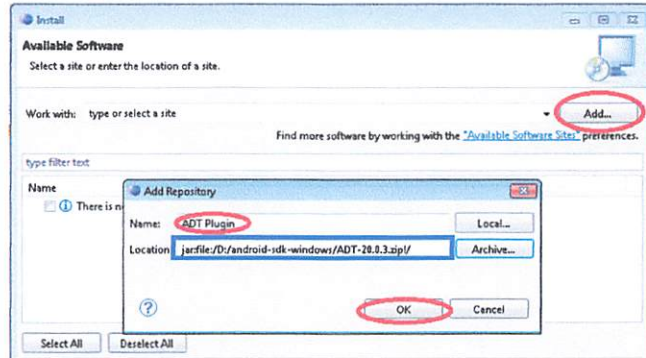 Install
Available Software
Select a site or enter the location of a site.
Work with: type or select a site
Add...
Find more software by working with the "Available Software Sites" preferences.
type filter text
Name
There is n
Add Repository
Name: ADT Plugin
Local...
Location: jar:file:/D:/android-sdk-windows/ADT-20.0.3.zip!/
Archive...
?
OK
Cancel
Select All
Deselect All